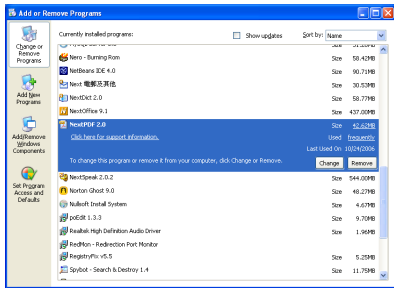 Add or Remove Programs
Change or
Remove
Programs
Add New
Programs
Add/Remove
Windows
Components
Set Program
Access and
Defaults
Currently installed programs:
Show updates
Sort by: Name
Nero - Burning Rom Size 58.42MB
NetBeans IDE 4.0 Size 90.71MB
Next 電郵及其他 Size 30.53MB
NextDict 2.0 Size 58.77MB
NextOffice 9.1 Size 437.00MB
NextPDF 2.0 Size 42.62MB
Click here for support information. Used frequently
Last Used On 10/24/2006
To change this program or remove it from your computer, click Change or Remove. Change Remove
NextSpeak 2.0.2 Size 544.00MB
Norton Ghost 9.0 Size 48.27MB
Nullsoft Install System Size 4.67MB
poEdit 1.3.3 Size 9.70MB
Realtek High Definition Audio Driver Size 1.96MB
RedMon - Redirection Port Monitor
RegistryFix v5.5 Size 5.25MB
Spybot - Search & Destroy 1.4 Size 11.75MB